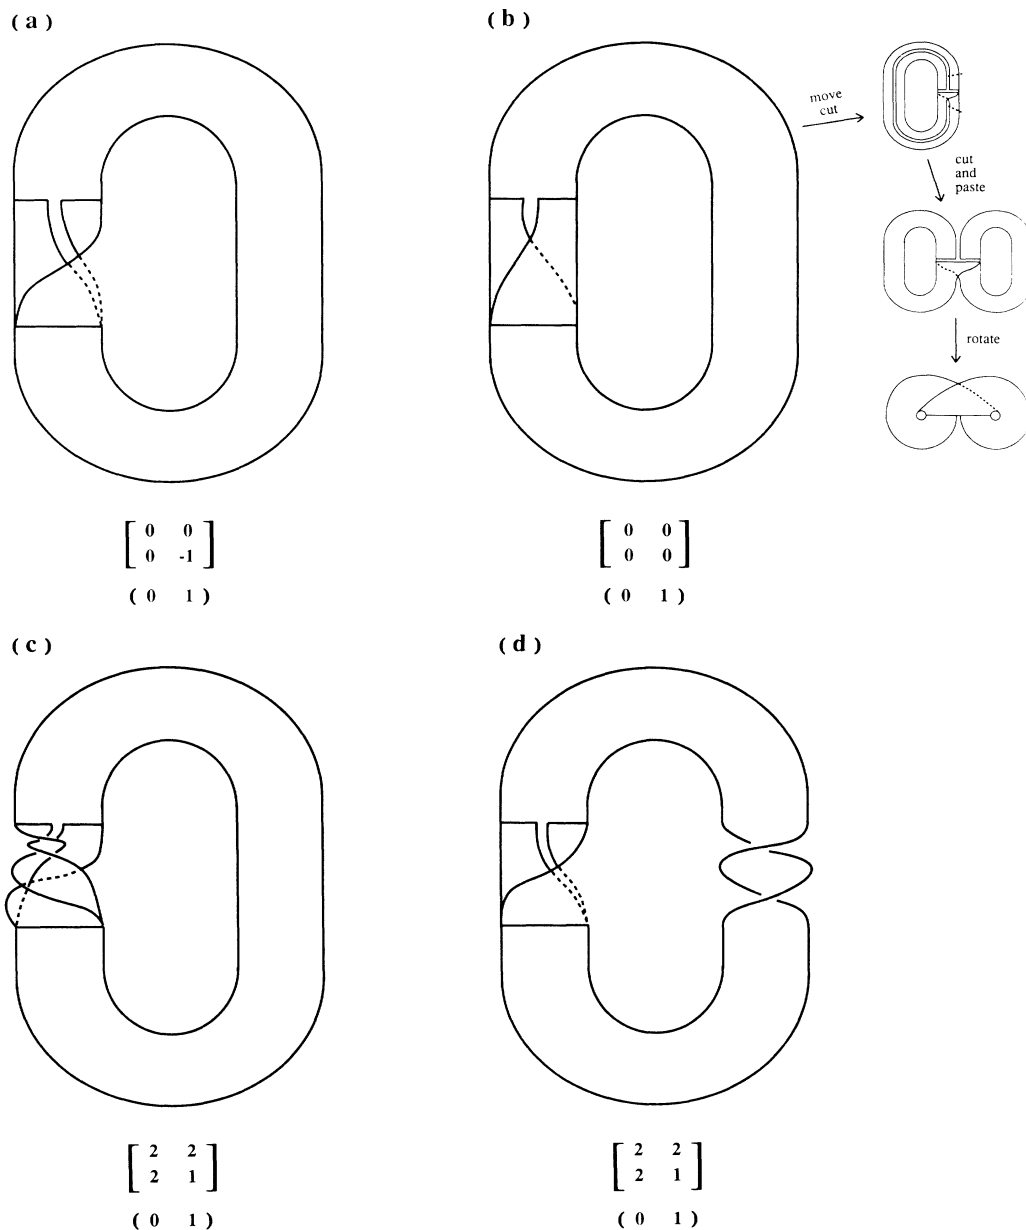 (a)
(b)
move
cut
cut
and
paste
rotate
[ 0 0
0 -1 ]
( 0 1 )
[ 0 0
0 0 ]
( 0 1 )
(c)
(d)
[ 2 2
2 1 ]
( 0 1 )
[ 2 2
2 1 ]
( 0 1 )